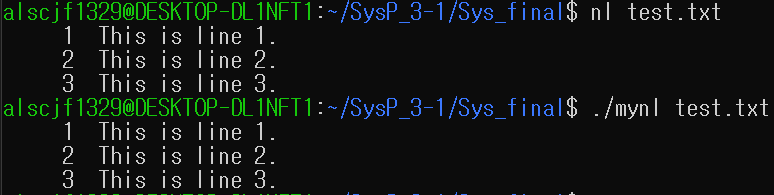 alscjf1329@DESKTOP-DL1NFT1:~/SysP_3-1/Sys_final$ nl test.txt
     1  This is line 1.
     2  This is line 2.
     3  This is line 3.
alscjf1329@DESKTOP-DL1NFT1:~/SysP_3-1/Sys_final$ ./mynl test.txt
     1  This is line 1.
     2  This is line 2.
     3  This is line 3.